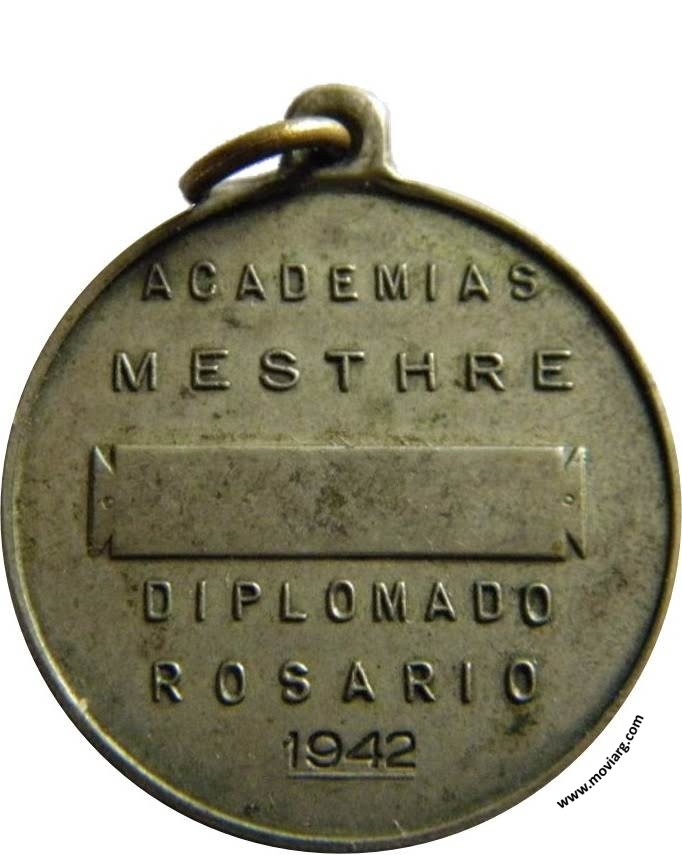 ACADEMIAS
MESTHRE
DIPLOMADO
ROSARIO
1942
www.moviarg.com